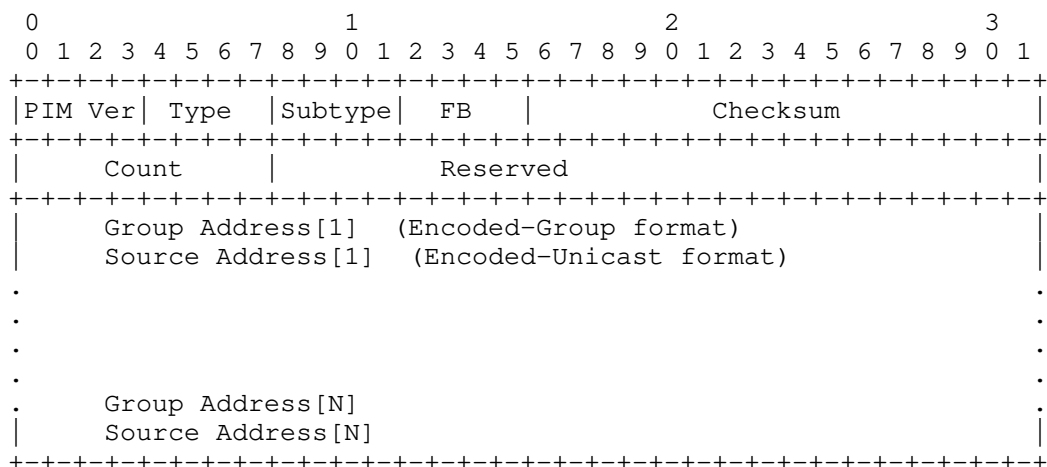 0                   1                   2                   3
 0 1 2 3 4 5 6 7 8 9 0 1 2 3 4 5 6 7 8 9 0 1 2 3 4 5 6 7 8 9 0 1
+-+-+-+-+-+-+-+-+-+-+-+-+-+-+-+-+-+-+-+-+-+-+-+-+-+-+-+-+-+-+-+-+
|PIM Ver| Type  |Subtype|  FB   |           Checksum            |
+-+-+-+-+-+-+-+-+-+-+-+-+-+-+-+-+-+-+-+-+-+-+-+-+-+-+-+-+-+-+-+-+
|     Count     |          Reserved                             |
+-+-+-+-+-+-+-+-+-+-+-+-+-+-+-+-+-+-+-+-+-+-+-+-+-+-+-+-+-+-+-+-+
|     Group Address[1]  (Encoded-Group format)                  |
|     Source Address[1]  (Encoded-Unicast format)               |
.                                                               .
.                                                               .
.                                                               .
.                                                               .
.     Group Address[N]                                          .
|     Source Address[N]                                         |
+-+-+-+-+-+-+-+-+-+-+-+-+-+-+-+-+-+-+-+-+-+-+-+-+-+-+-+-+-+-+-+-+